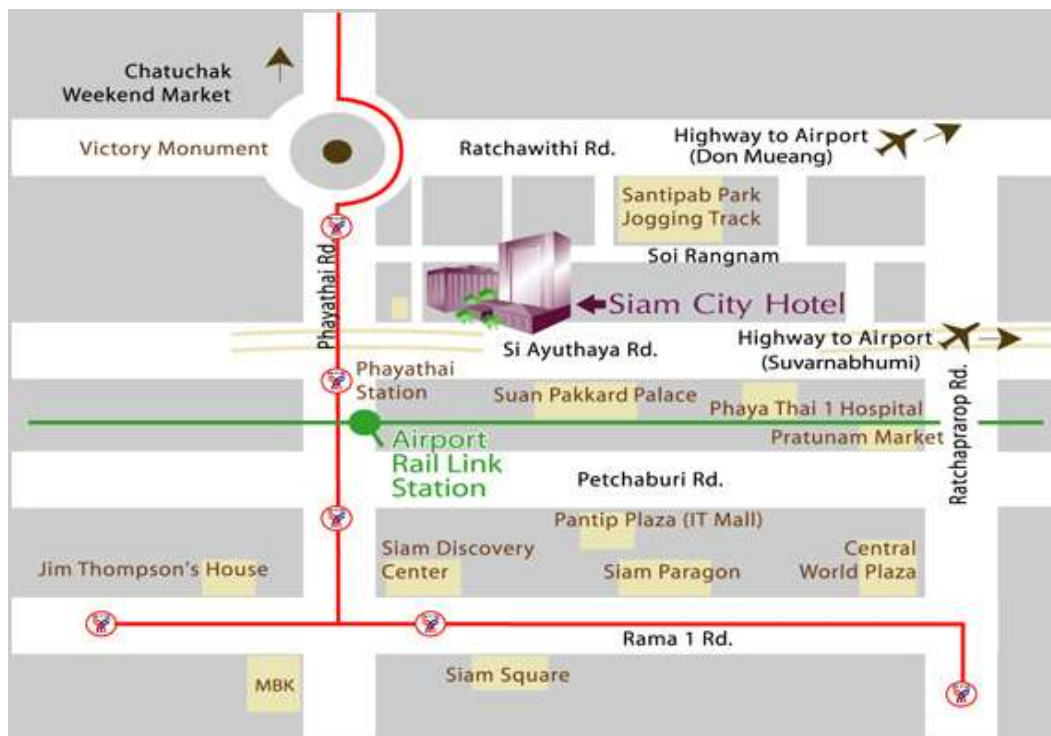 Chatuchak
Weekend Market
Victory Monument
Ratchawithi Rd.
Highway to Airport
(Don Mueang)
Santipab Park
Jogging Track
Soi Rangnam
Phayathai Rd.
Siam City Hotel
Si Ayuthaya Rd.
Highway to Airport
(Suvarnabhumi)
Phayathai
Station
Suan Pakkard Palace
Phaya Thai 1 Hospital
Pratunam Market
Ratchaprarop Rd.
Airport
Rail Link
Station
Petchaburi Rd.
Pantip Plaza (IT Mall)
Jim Thompson's House
Siam Discovery
Center
Siam Paragon
Central
World Plaza
Rama 1 Rd.
MBK
Siam Square